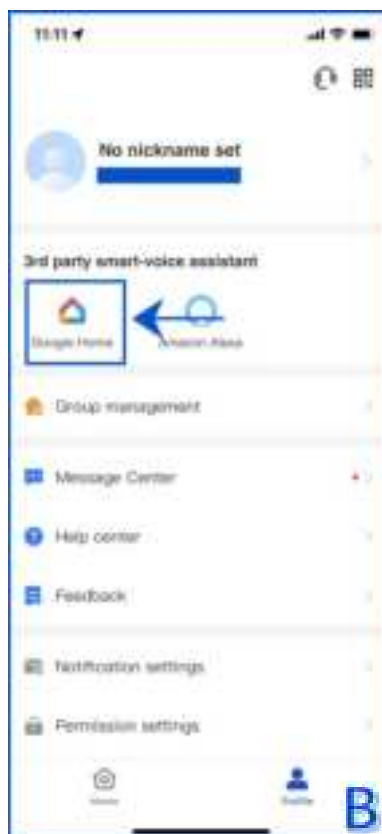 11:11
No nickname set
3rd party smart-voice assistant
Google Home
Amazon Alexa
Group management
Message Center
Help center
Feedback
Notification settings
Permission settings
Home
Profile
B